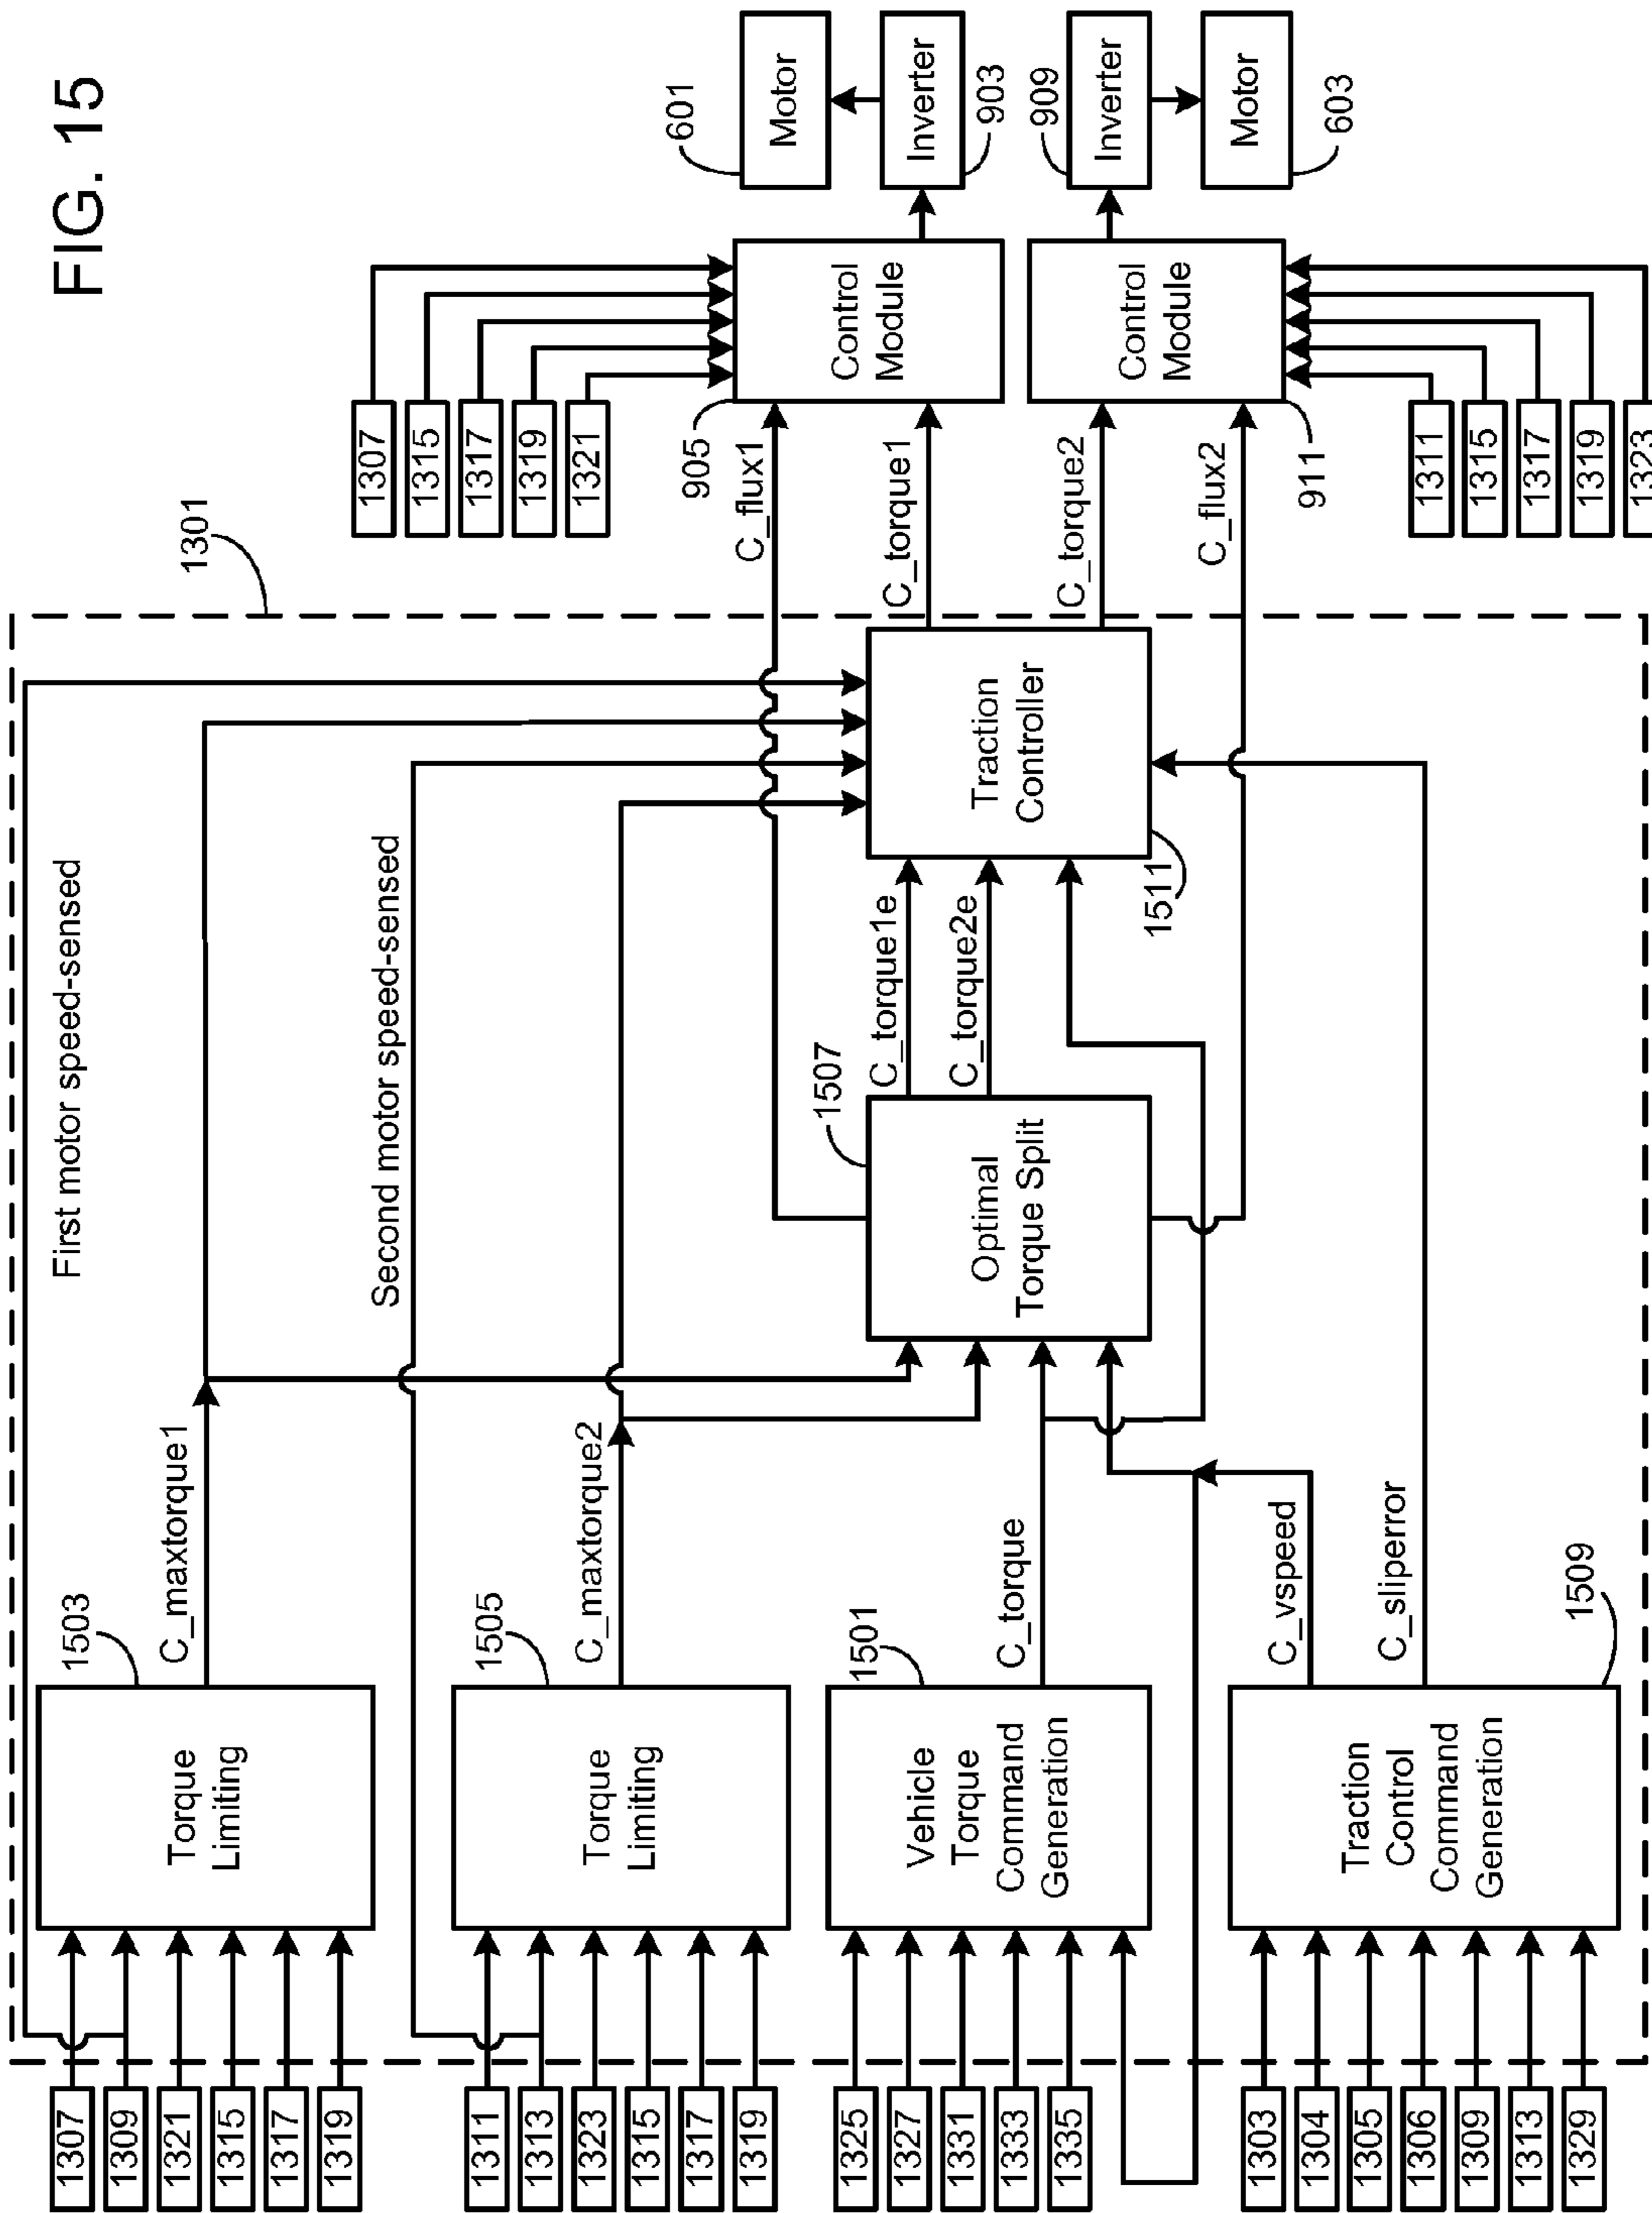 FIG. 15
1301
First motor speed-sensed
Second motor speed-sensed
1307
1309
1321
1315
1317
1319
1503
Torque
Limiting
C_maxtorque1
1311
1313
1323
1315
1317
1319
1505
Torque
Limiting
C_maxtorque2
1325
1327
1331
1333
1335
1501
Vehicle
Torque
Command
Generation
C_torque
1303
1304
1305
1306
1309
1313
1329
1509
Traction
Control
Command
Generation
C_vspeed
C_sliperror
1507
Optimal
Torque Split
C_torque1e
C_torque2e
1511
Traction
Controller
C_flux1
C_torque1
C_torque2
C_flux2
1307
1315
1317
1319
1321
905
Control
Module
911
Control
Module
1311
1315
1317
1319
1323
601
Motor
Inverter
903
909
Inverter
Motor
603